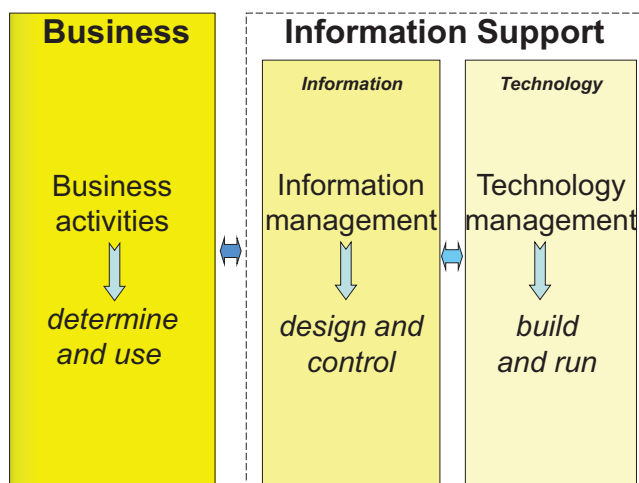 Business
Information Support
Information
Technology
Business
activities
determine
and use
Information
management
design and
control
Technology
management
build
and run